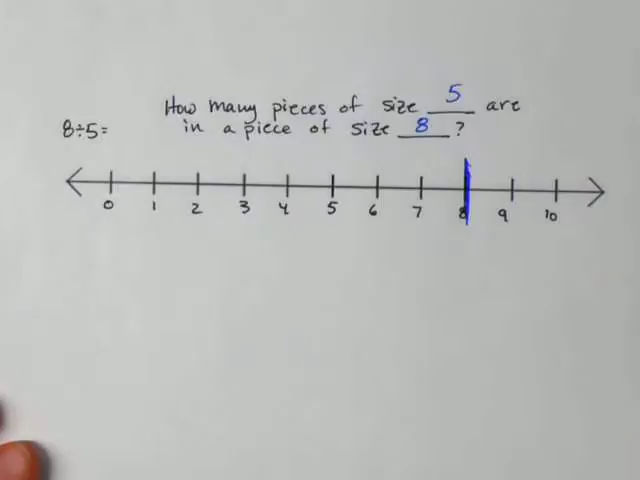 How many pieces of size 5 are
8÷5= in a piece of size 8 ?
0 1 2 3 4 5 6 7 8 9 10